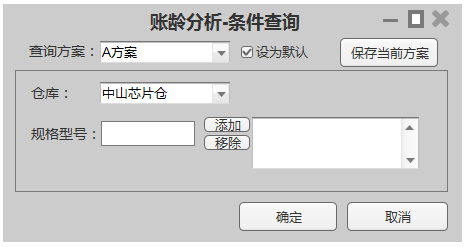 账龄分析-条件查询
查询方案： A方案 设为默认 保存当前方案
仓库： 中山芯片仓
规格型号： 添加
移除
确定 取消